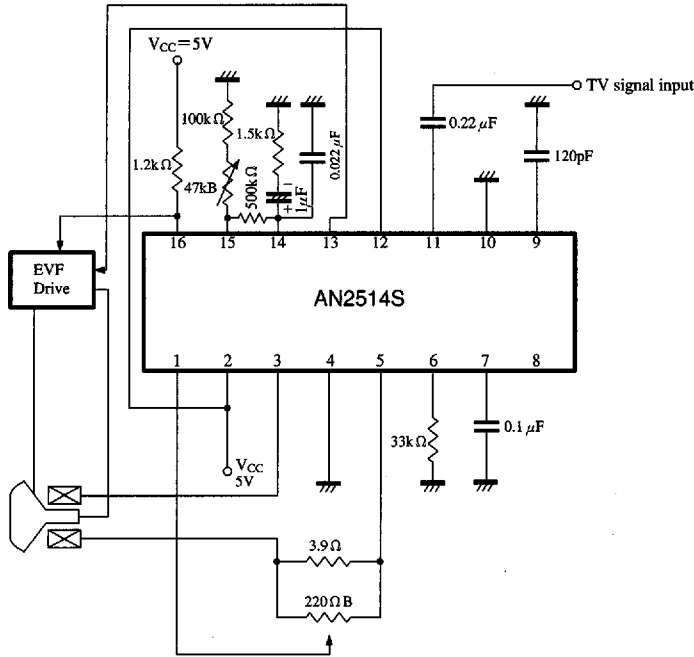 V_CC=5V
TV signal input
100kΩ
1.5kΩ
0.022μF
0.22μF
120pF
1.2kΩ
47kB
500kΩ
1μF
−
+
16 15 14 13 12 11 10 9
EVF
Drive
AN2514S
1 2 3 4 5 6 7 8
33kΩ
0.1μF
V_CC
5V
3.9Ω
220ΩB